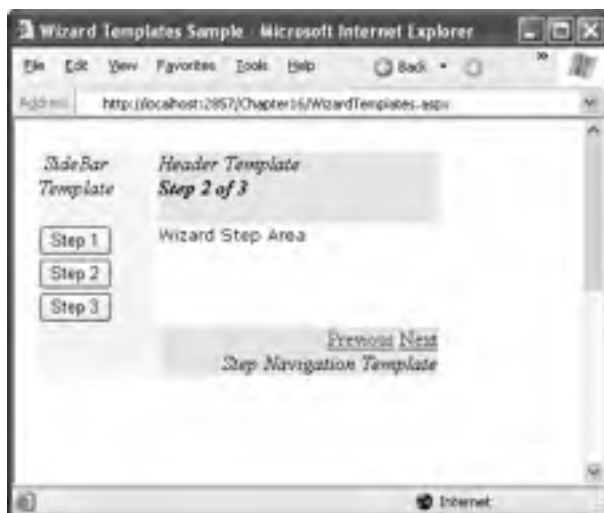 Wizard Templates Sample - Microsoft Internet Explorer
File Edit View Favorites Tools Help Back »
Address http://localhost:2857/Chapter16/WizardTemplates.aspx
SideBar
Template
Header Template
Step 2 of 3
Step 1
Step 2
Step 3
Wizard Step Area
Previous Next
Step Navigation Template
Internet